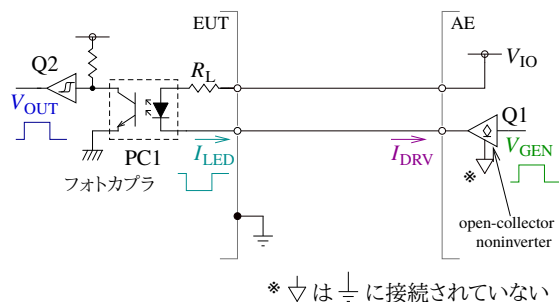 EUT
AE
Q2
R_L
V_IO
V_OUT
PC1
フォトカプラ
I_LED
I_DRV
Q1
V_GEN
※
open-collector
noninverter
※ は に接続されていない